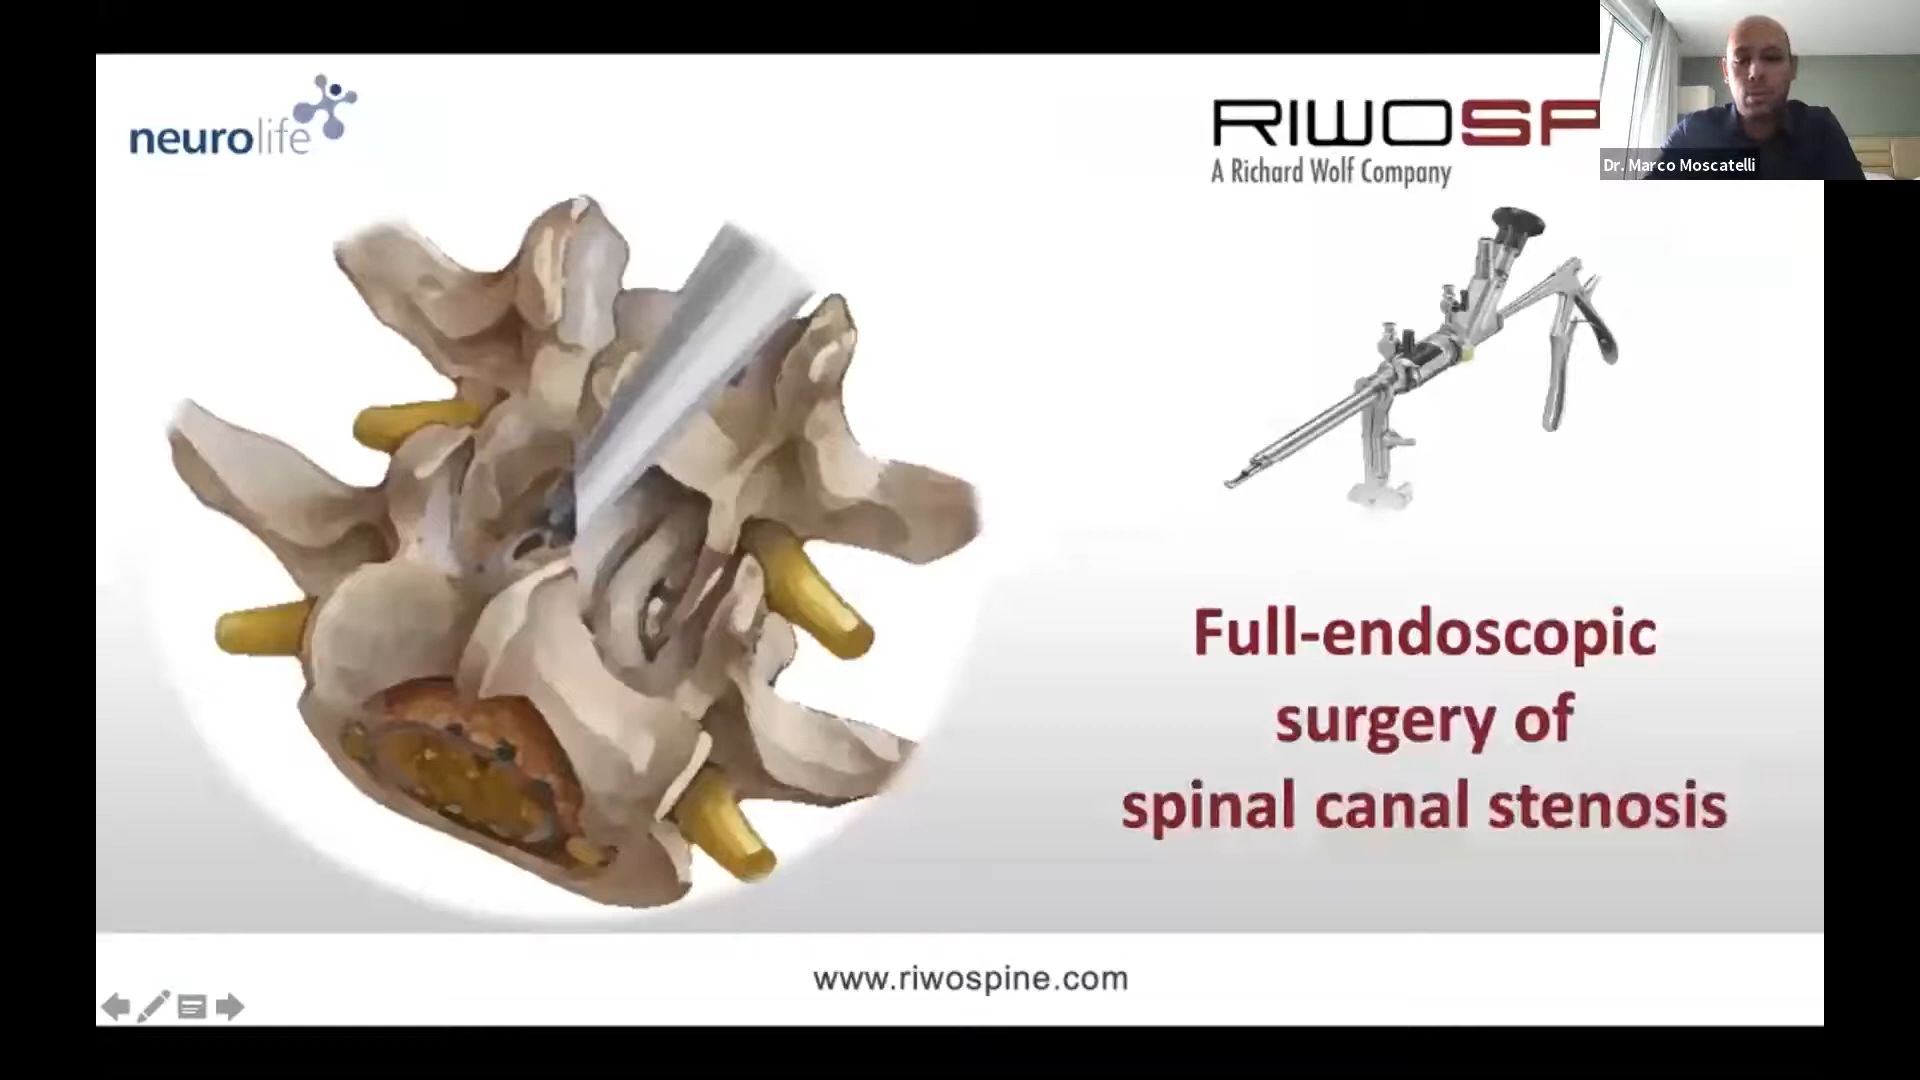 neurolife
RIWOSP
A Richard Wolf Company
Dr. Marco Moscatelli
Full-endoscopic
surgery of
spinal canal stenosis
www.riwospine.com